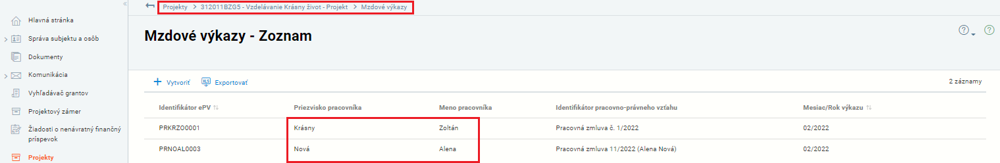 Projekty > 312011BZG5 - Vzdelávanie Krásny život - Projekt > Mzdové výkazy
Hlavná stránka
Správa subjektu a osôb
Dokumenty
Komunikácia
Vyhľadávač grantov
Projektový zámer
Žiadosti o nenávratný finančný
príspevok
Projekty
Mzdové výkazy - Zoznam
Vytvoriť XLS Exportovať 2 záznamy
Identifikátor ePV Priezvisko pracovníka Meno pracovníka Identifikátor pracovno-právneho vzťahu Mesiac/Rok výkazu
PRKRZO0001 Krásny Zoltán Pracovná zmluva č. 1/2022 02/2022
PRNOAL0003 Nová Alena Pracovná zmluva 11/2022 (Alena Nová) 02/2022